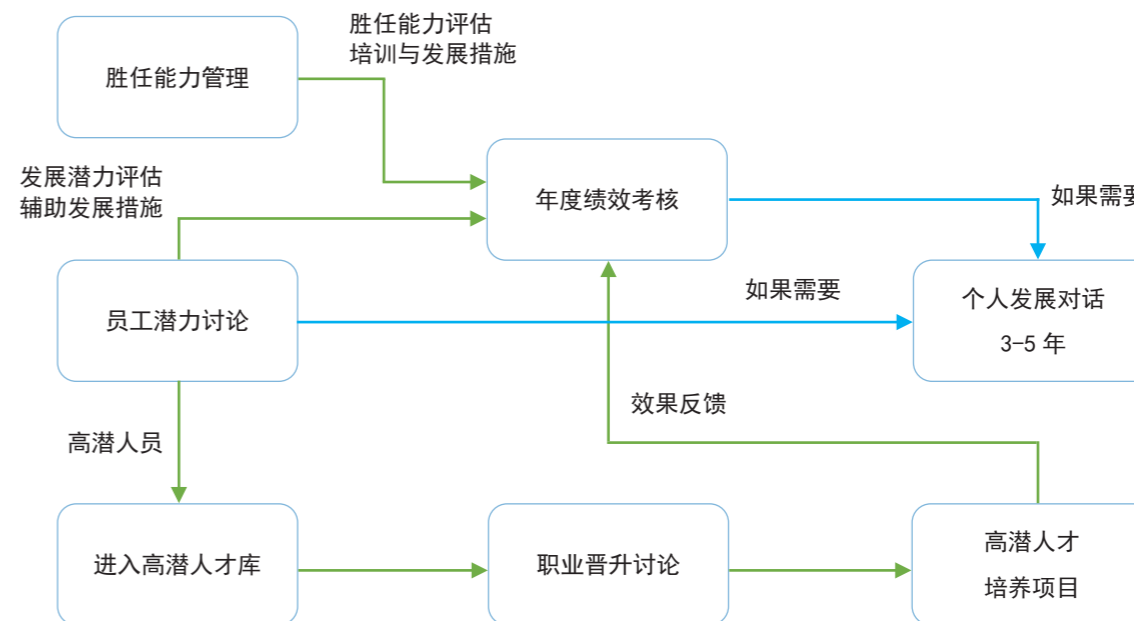 胜任能力评估
培训与发展措施
胜任能力管理
发展潜力评估
辅助发展措施
年度绩效考核
如果需要
员工潜力讨论
如果需要
个人发展对话
3-5 年
效果反馈
高潜人员
进入高潜人才库
职业晋升讨论
高潜人才
培养项目